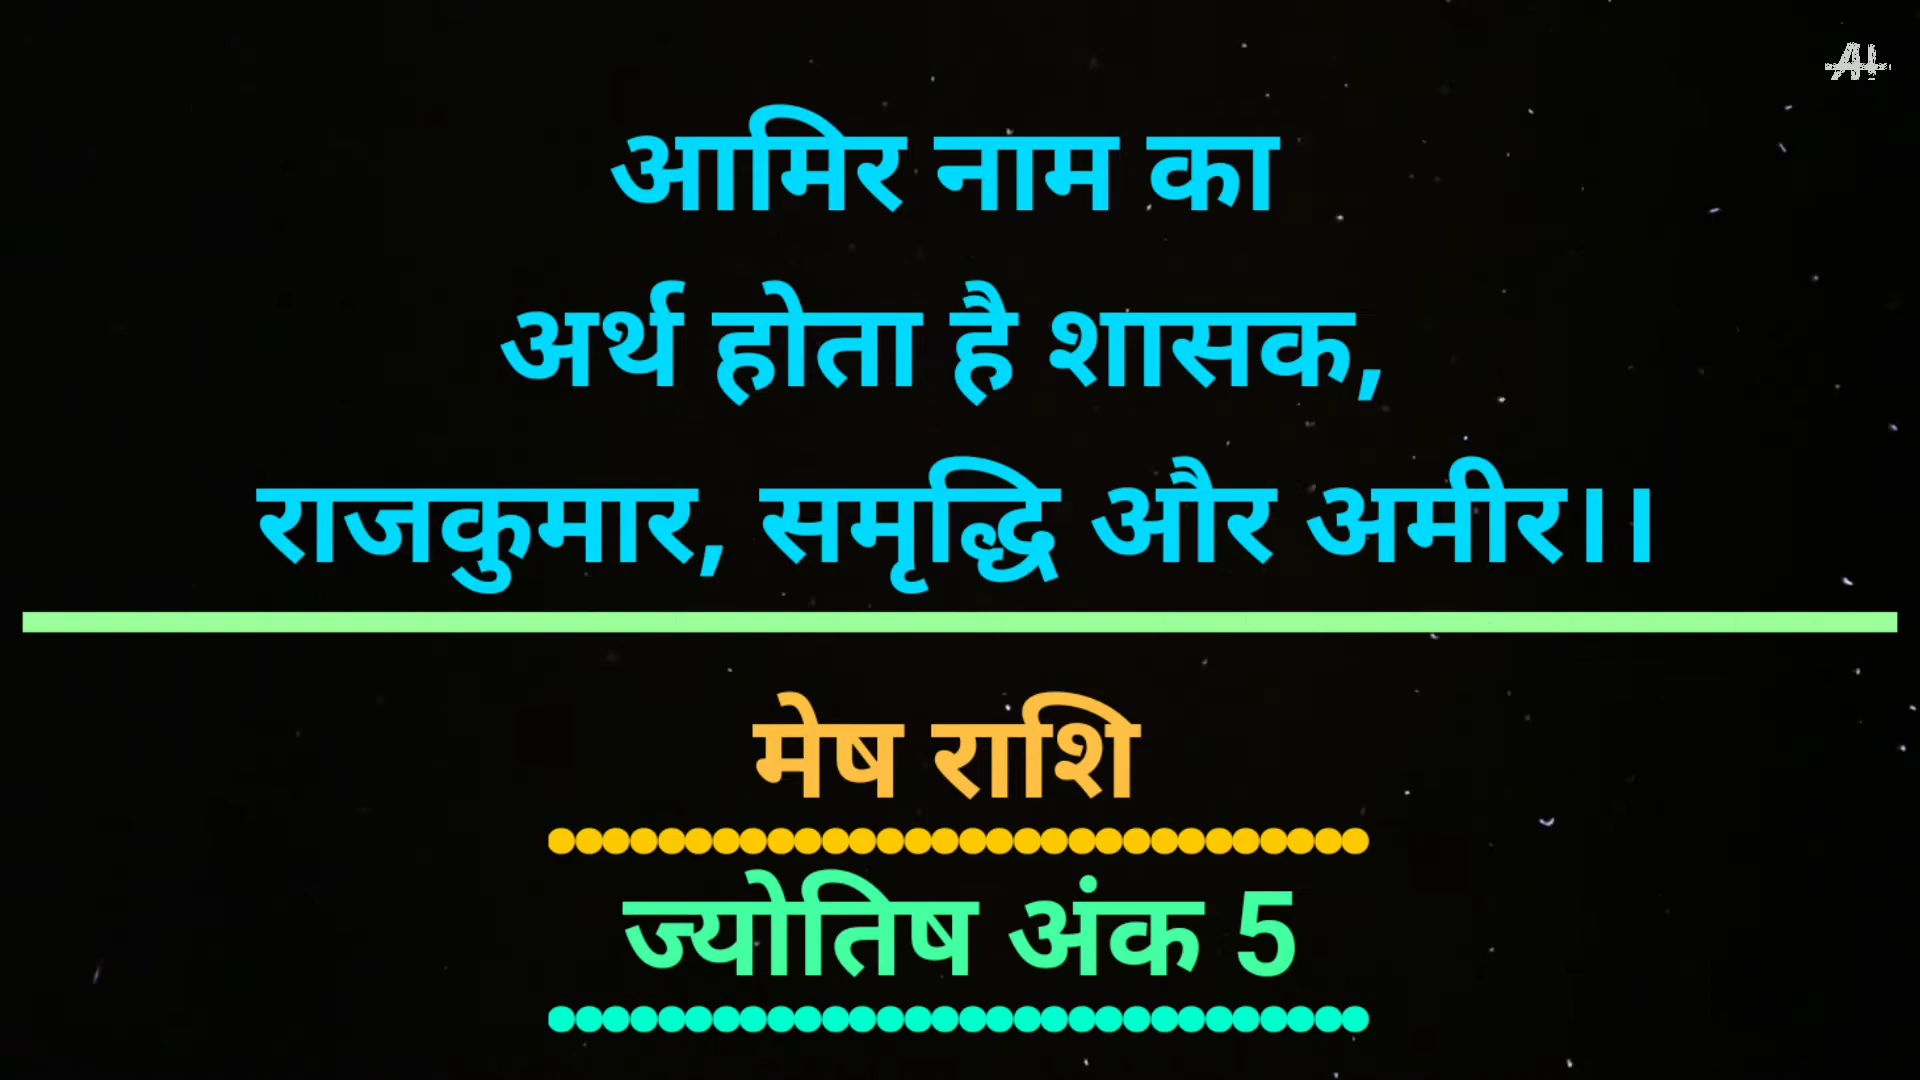 आमिर नाम का
अर्थ होता है शासक,
राजकुमार, समृद्धि और अमीर।।
मेष राशि
ज्योतिष अंक 5